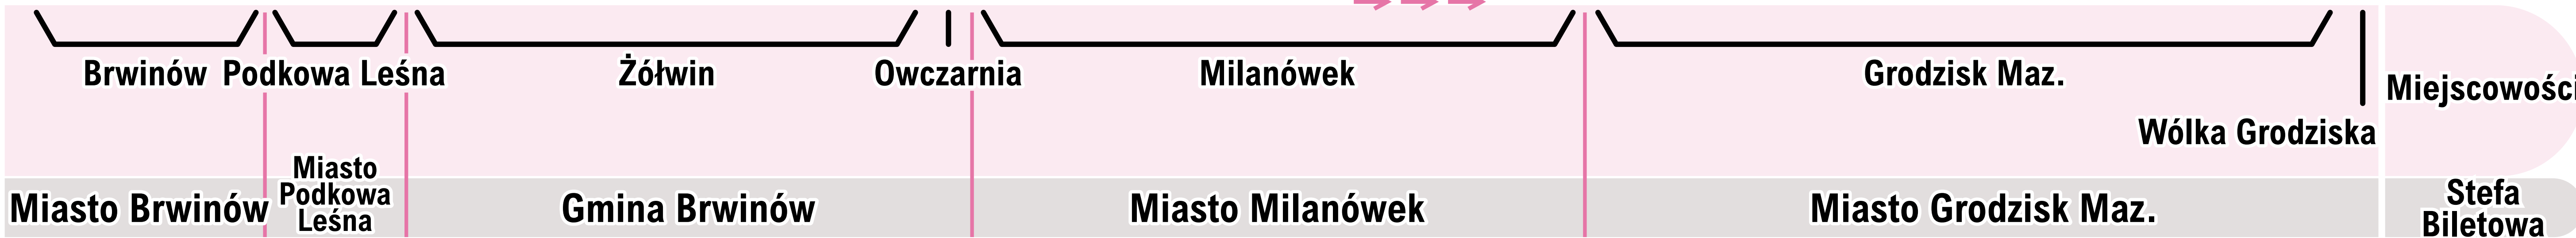 Brwinów Podkowa Leśna Żółwin Owczarnia Milanówek Grodzisk Maz. Miejscowości
Wólka Grodziska
Miasto Brwinów
Miasto
Podkowa
Leśna
Gmina Brwinów
Miasto Milanówek
Miasto Grodzisk Maz.
Stefa
Biletowa